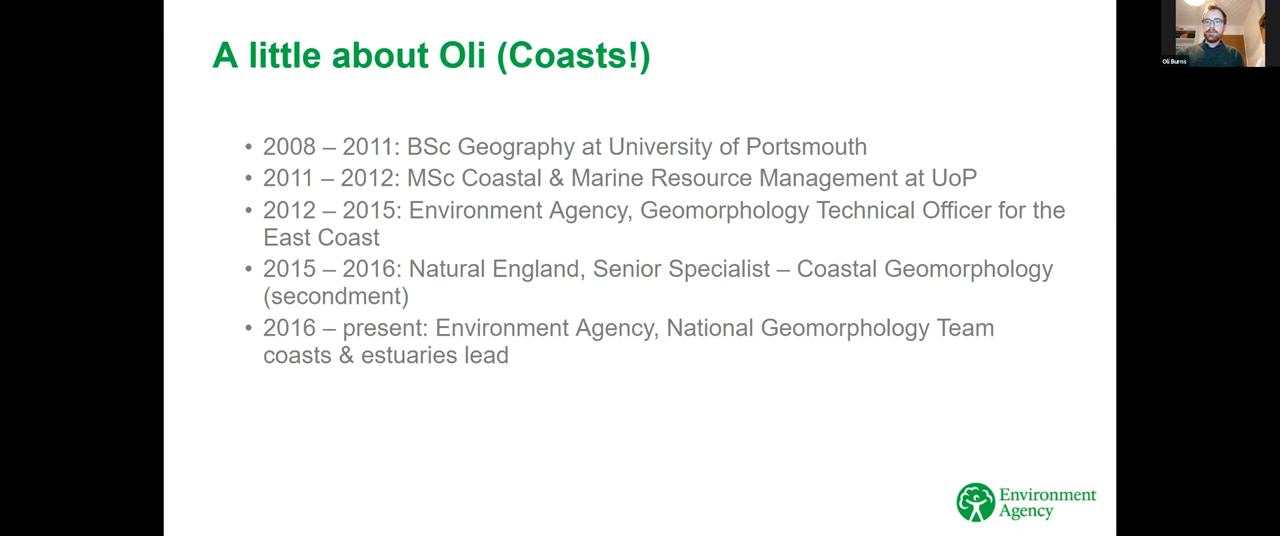 A little about Oli (Coasts!)
Oli Burns
• 2008 – 2011: BSc Geography at University of Portsmouth
• 2011 – 2012: MSc Coastal & Marine Resource Management at UoP
• 2012 – 2015: Environment Agency, Geomorphology Technical Officer for the
East Coast
• 2015 – 2016: Natural England, Senior Specialist – Coastal Geomorphology
(secondment)
• 2016 – present: Environment Agency, National Geomorphology Team
coasts & estuaries lead
Environment
Agency